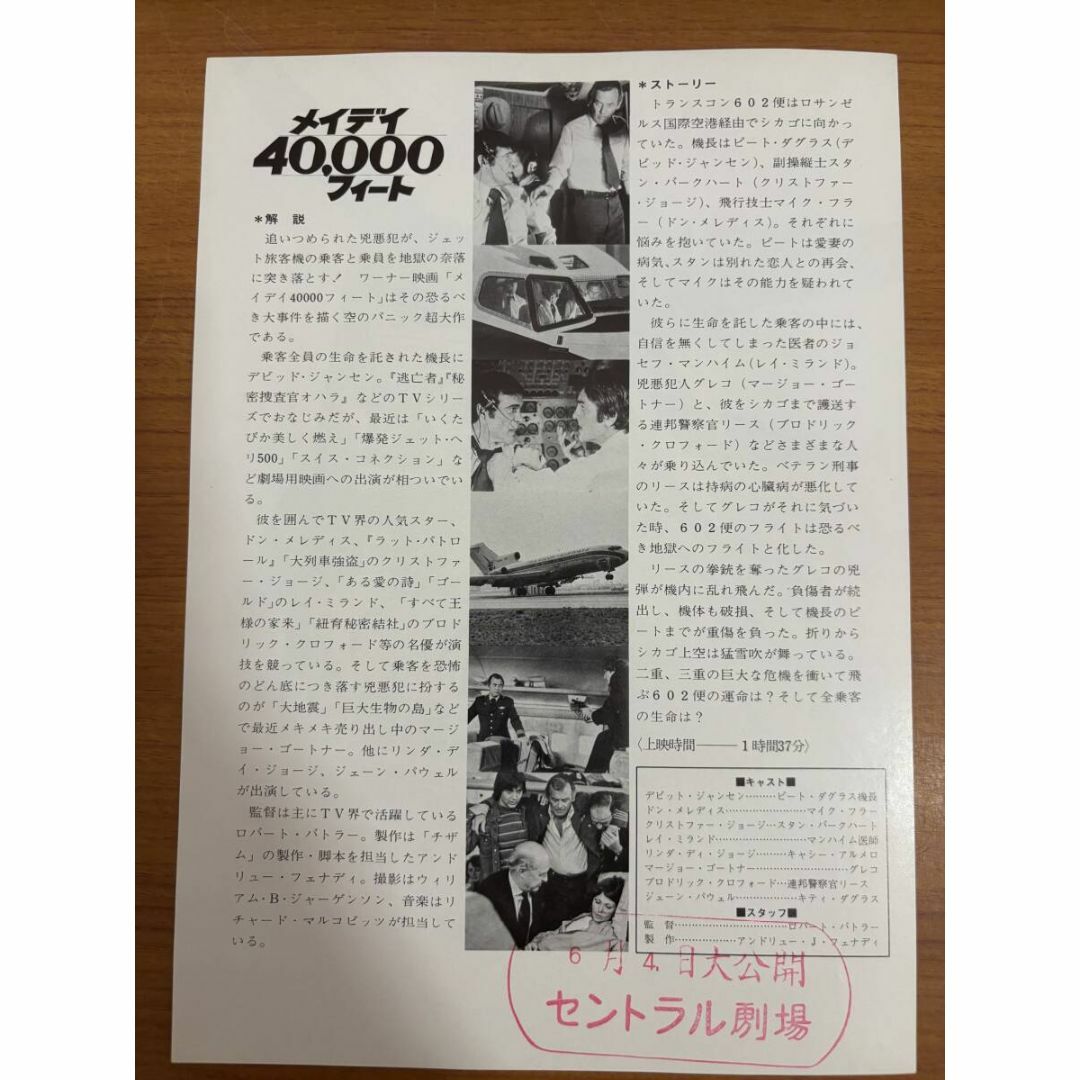 メイデイ
40,000
フィート
＊解　説
追いつめられた兇悪犯が、ジェッ
ト旅客機の乗客と乗員を地獄の奈落
に突き落とす！　ワーナー映画「メ
イデイ40000フィート」はその恐るべ
き大事件を描く空のパニック超大作
である。
乗客全員の生命を託された機長に
デビッド・ジャンセン。『逃亡者』『秘
密捜査官オハラ』などのＴＶシリー
ズでおなじみだが、最近は「いくた
びか美しく燃え」「爆発ジェット・ヘ
リ500」「スイス・コネクション」な
ど劇場用映画への出演が相ついでい
る。
彼を囲んでＴＶ界の人気スター、
ドン・メレディス、『ラット・パトロ
ール』「大列車強盗」のクリストファ
ー・ジョージ、「ある愛の詩」「ゴー
ルド」のレイ・ミランド、「すべて王
様の家来」「紐育秘密結社」のブロド
リック・クロフォード等の名優が演
技を競っている。そして乗客を恐怖
のどん底につき落す兇悪犯に扮する
のが「大地震」「巨大生物の島」など
で最近メキメキ売り出し中のマージ
ョー・ゴートナー。他にリンダ・デ
イ・ジョージ、ジェーン・パウェル
が出演している。
監督は主にＴＶ界で活躍している
ロバート・バトラー。製作は「チザ
ム」の製作・脚本を担当したアンド
リュー・フェナディ。撮影はウィリ
アム・Ｂ・ジャーゲンソン、音楽はリ
チャード・マルコビッツが担当して
いる。
＊ストーリー
トランスコン６０２便はロサンゼ
ルス国際空港経由でシカゴに向かっ
ていた。機長はピート・ダグラス（デ
ビッド・ジャンセン）、副操縦士スタ
ン・バークハート（クリストファー
・ジョージ）、飛行技士マイク・フラ
ー（ドン・メレディス）。それぞれに
悩みを抱いていた。ピートは愛妻の
病気、スタンは別れた恋人との再会、
そしてマイクはその能力を疑われて
いた。
彼らに生命を託した乗客の中には、
自信を無くしてしまった医者のジョ
セフ・マンハイム（レイ・ミランド）。
兇悪犯人グレコ（マージョー・ゴー
トナー）と、彼をシカゴまで護送す
る連邦警察官リース（ブロドリック
・クロフォード）などさまざまな人
々が乗り込んでいた。ベテラン刑事
のリースは持病の心臓病が悪化して
いた。そしてグレコがそれに気づい
た時、６０２便のフライトは恐るべ
き地獄へのフライトと化した。
リースの拳銃を奪ったグレコの兇
弾が機内に乱れ飛んだ。負傷者が続
出し、機体も破損、そして機長のピ
ートまでが重傷を負った。折りから
シカゴ上空は猛雪吹が舞っている。
二重、三重の巨大な危機を衝いて飛
ぶ６０２便の運命は？そして全乗客
の生命は？
〈上映時間――1時間37分〉
■キャスト■
デビット・ジャンセン………ピート・ダグラス機長
ドン・メレディス……………マイク・フラー
クリストファー・ジョージ…スタン・バークハート
レイ・ミランド………………マンハイム医師
リンダ・ディ・ジョージ………キャシー・アルメロ
マージョー・ゴートナー………………グレコ
ブロドリック・クロフォード…連邦警察官リース
ジェーン・パウェル……………キティ・ダグラス
■スタッフ■
監　督………………………ロバート・バトラー
製　作……………アンドリュー・Ｊ・フェナディ
6月4.日大公開
セントラル劇場